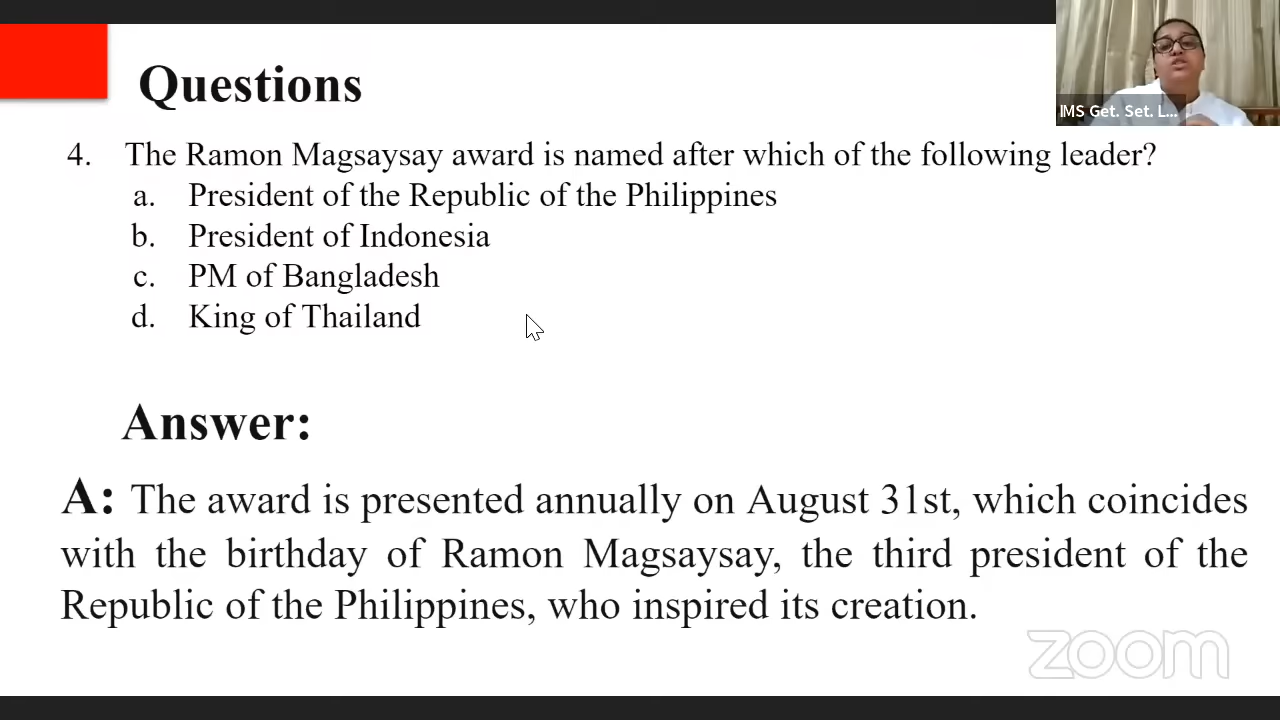 Questions
IMS Get. Set. L...
4. The Ramon Magsaysay award is named after which of the following leader?
a. President of the Republic of the Philippines
b. President of Indonesia
c. PM of Bangladesh
d. King of Thailand
Answer:
A: The award is presented annually on August 31st, which coincides
with the birthday of Ramon Magsaysay, the third president of the
Republic of the Philippines, who inspired its creation.
zoom